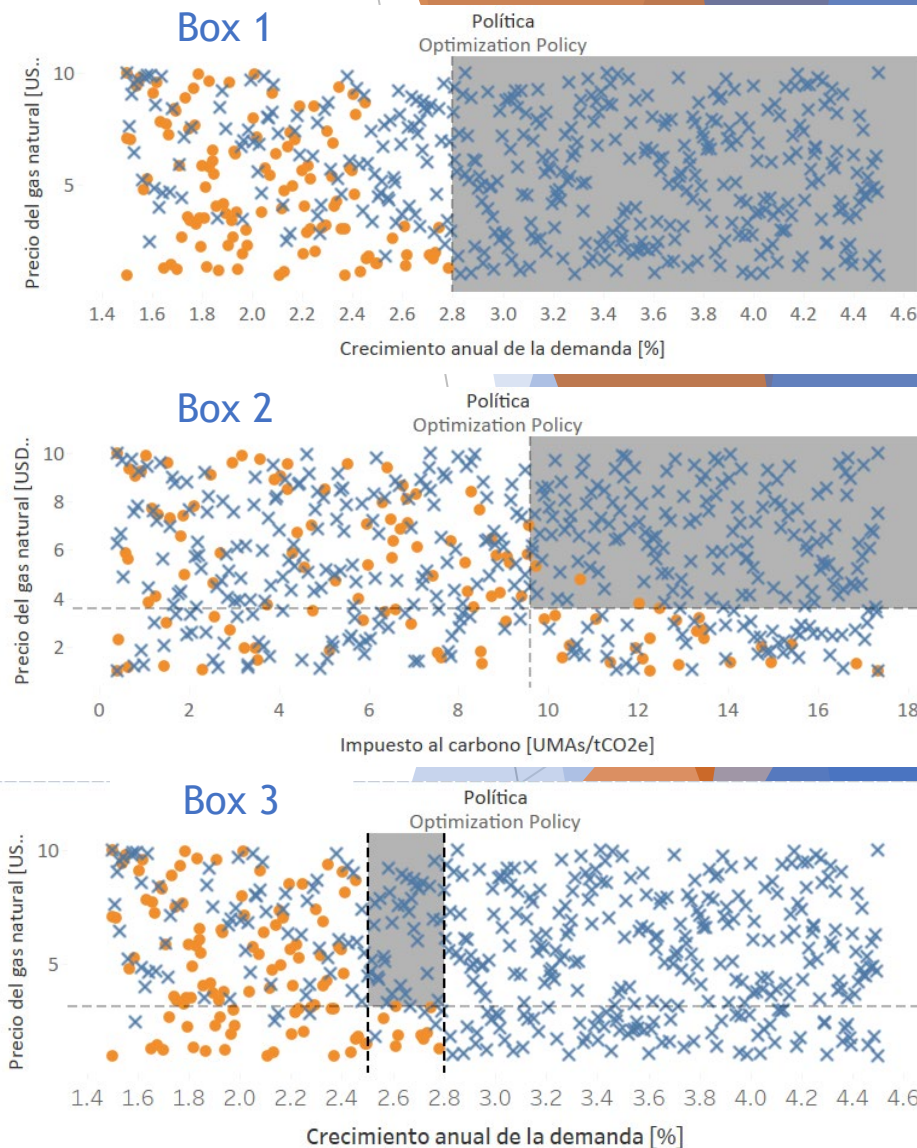 Box 1
Política
Optimization Policy
Precio del gas natural [US..
10
5
1.4 1.6 1.8 2.0 2.2 2.4 2.6 2.8 3.0 3.2 3.4 3.6 3.8 4.0 4.2 4.4 4.6
Crecimiento anual de la demanda [%]
Box 2
Política
Optimization Policy
Precio del gas natural [USD..
10
8
6
4
2
0 2 4 6 8 10 12 14 16 18
Impuesto al carbono [UMAs/tCO2e]
Box 3
Política
Optimization Policy
Precio del gas natural [US..
10
5
1.4 1.6 1.8 2.0 2.2 2.4 2.6 2.8 3.0 3.2 3.4 3.6 3.8 4.0 4.2 4.4 4.6
Crecimiento anual de la demanda [%]